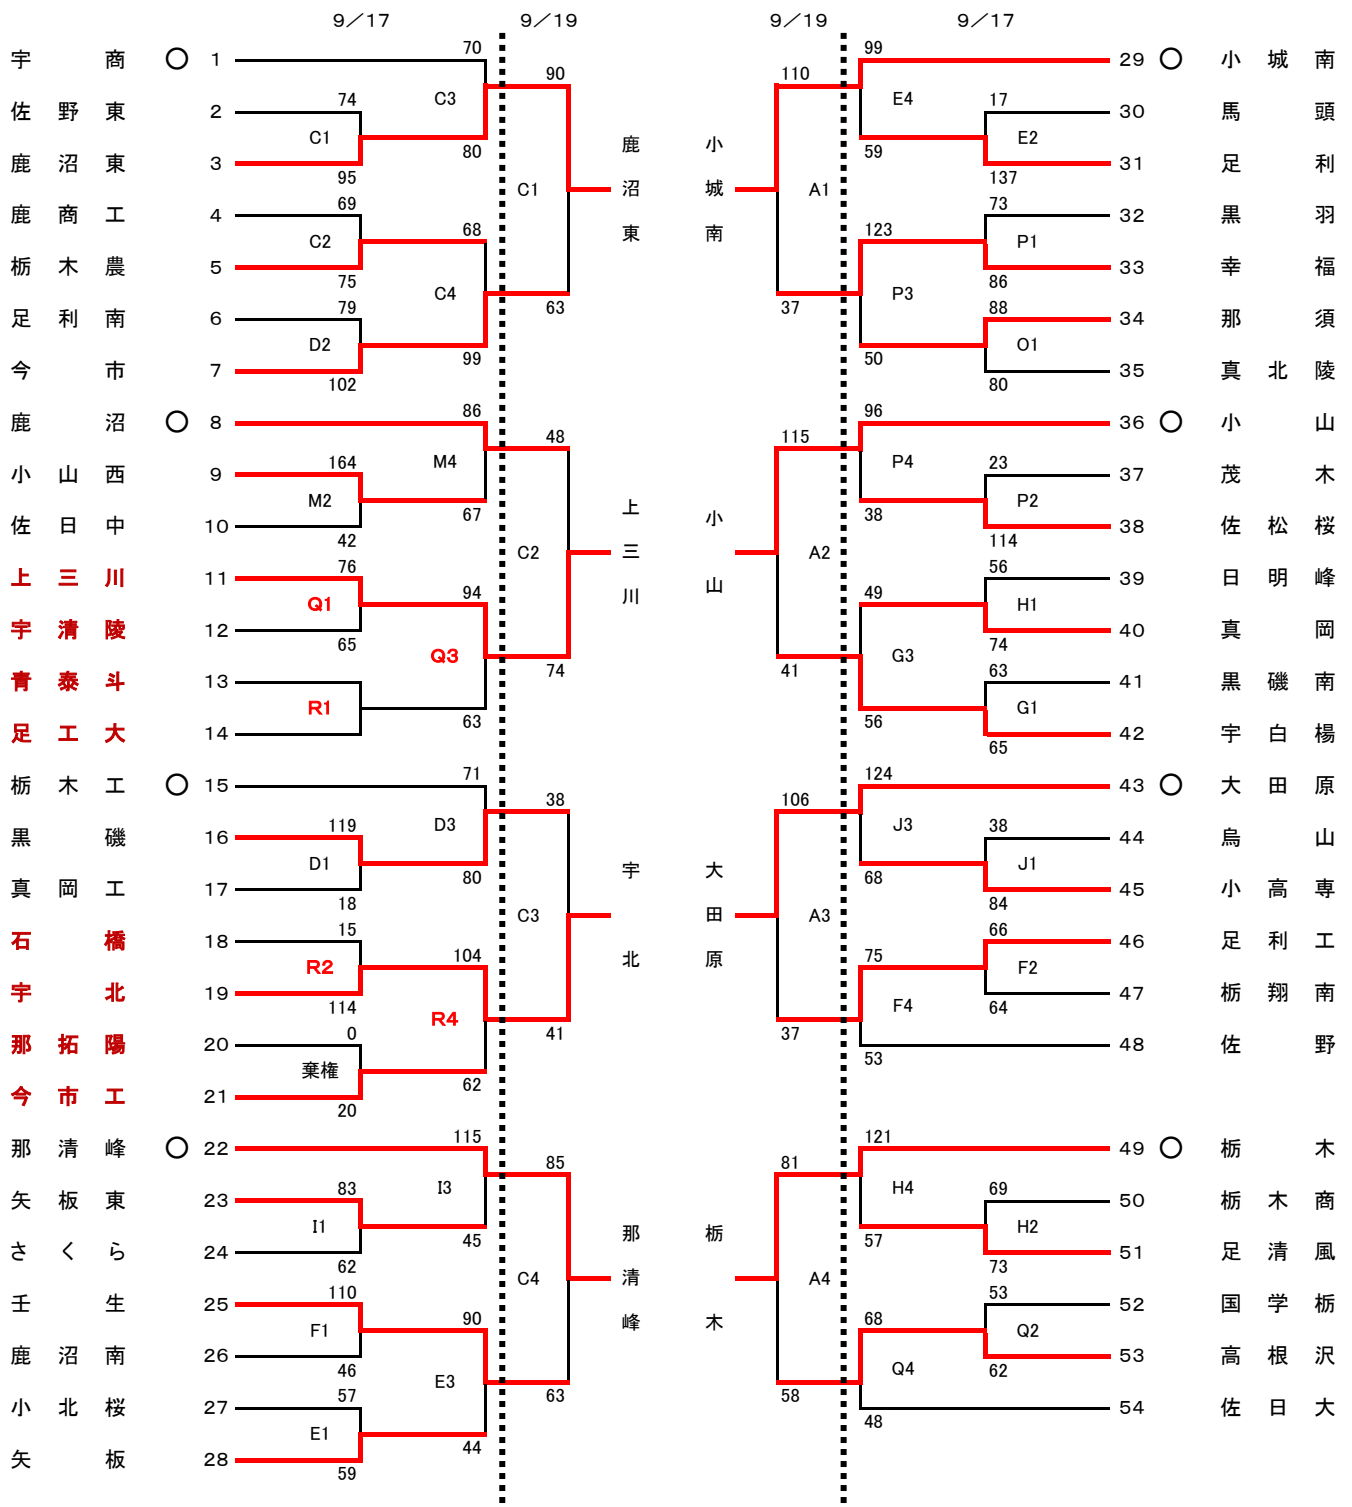 9／17 9／19 9／19 9／17
70 99
宇商 ○ 1 29 ○ 小城南
90 110
74 C3 E4 17
佐野東 2 30 馬頭
C1 E2
鹿 小
80 59
鹿沼東 3 31 足利
95 137
C1 沼 城 A1
69 73
鹿商工 4 32 黒羽
68 123
C2 東 南 P1
栃木農 5 33 幸福
75 86
C4 P3
79 63 37 88
足利南 6 34 那須
D2 O1
99 50
今市 7 35 真北陵
102 80
86 96
鹿沼 ○ 8 36 ○ 小山
48 115
164 M4 P4 23
小山西 9 37 茂木
M2 P2
上
67 38
小
佐日中 10 38 佐松桜
42 114
C2 三 A2
76 56
上三川 11 39 日明峰
山
94 49
Q1 川 H1
宇清陵 12 40 真岡
65 74
Q3 G3
74 41
63
青泰斗 13 41 黒磯南
R1 G1
63 56
足工大 14 42 宇白楊
65
71 124
栃木工 ○ 15 43 ○ 大田原
38 106
119 D3 J3 38
黒磯 16 44 烏山
D1 J1
宇 大
80 68
真岡工 17 45 小高専
18 84
C3 田 A3
15 66
石橋 18 46 足利工
104 75
R2 北 原 F2
宇北 19 47 栃翔南
114 64
R4 F4
0 41 37
那拓陽 20 48 佐野
53
棄権
62
今市工 21
20
115 121
那清峰 ○ 22 49 ○ 栃木
85 81
83 I3 H4 69
矢板東 23 50 栃木商
I1 H2
那 栃
45 57
さくら 24 51 足清風
62 73
C4 清 A4
110 53
壬生 25 52 国学栃
90 68
F1 峰 木 Q2
鹿沼南 26 53 高根沢
46 62
E3 Q4
57 63 58
小北桜 27 54 佐日大
48
E1
44
矢板 28
59